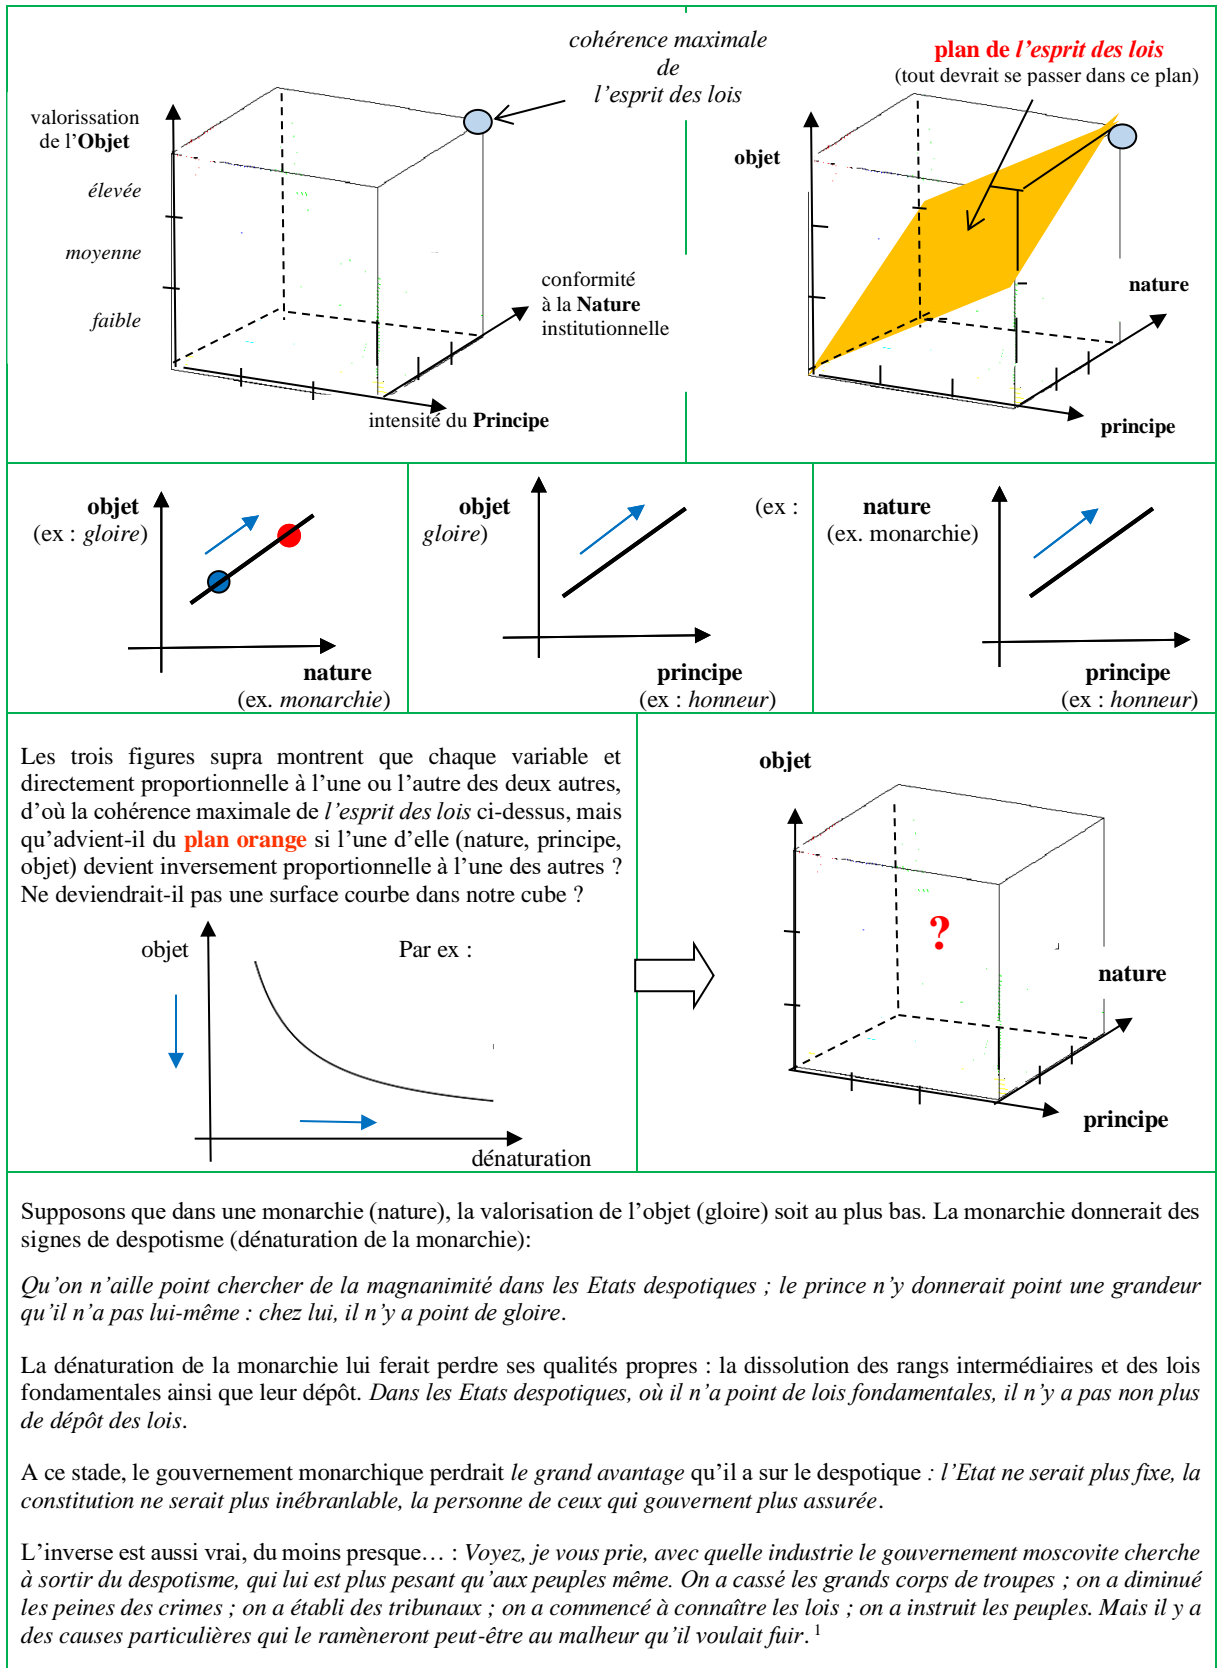 cohérence maximale
de
l’esprit des lois
valorissation
de l’Objet
élevée
moyenne
faible
conformité
à la Nature
institutionnelle
intensité du Principe
plan de l’esprit des lois
(tout devrait se passer dans ce plan)
objet
nature
principe
objet
(ex : gloire)
nature
(ex. monarchie)
objet (ex :
gloire)
principe
(ex : honneur)
nature
(ex. monarchie)
principe
(ex : honneur)
Les trois figures supra montrent que chaque variable et
directement proportionnelle à l’une ou l’autre des deux autres,
d’où la cohérence maximale de l’esprit des lois ci-dessus, mais
qu’advient-il du plan orange si l’une d’elle (nature, principe,
objet) devient inversement proportionnelle à l’une des autres ?
Ne deviendrait-il pas une surface courbe dans notre cube ?
objet
Par ex :
dénaturation
objet
?
nature
principe
Supposons que dans une monarchie (nature), la valorisation de l’objet (gloire) soit au plus bas. La monarchie donnerait des
signes de despotisme (dénaturation de la monarchie):
Qu’on n’aille point chercher de la magnanimité dans les Etats despotiques ; le prince n’y donnerait point une grandeur
qu’il n’a pas lui-même : chez lui, il n’y a point de gloire.
La dénaturation de la monarchie lui ferait perdre ses qualités propres : la dissolution des rangs intermédiaires et des lois
fondamentales ainsi que leur dépôt. Dans les Etats despotiques, où il n’a point de lois fondamentales, il n’y a pas non plus
de dépôt des lois.
A ce stade, le gouvernement monarchique perdrait le grand avantage qu’il a sur le despotique : l’Etat ne serait plus fixe, la
constitution ne serait plus inébranlable, la personne de ceux qui gouvernent plus assurée.
L’inverse est aussi vrai, du moins presque… : Voyez, je vous prie, avec quelle industrie le gouvernement moscovite cherche
à sortir du despotisme, qui lui est plus pesant qu’aux peuples même. On a cassé les grands corps de troupes ; on a diminué
les peines des crimes ; on a établi des tribunaux ; on a commencé à connaître les lois ; on a instruit les peuples. Mais il y a
des causes particulières qui le ramèneront peut-être au malheur qu’il voulait fuir. 1